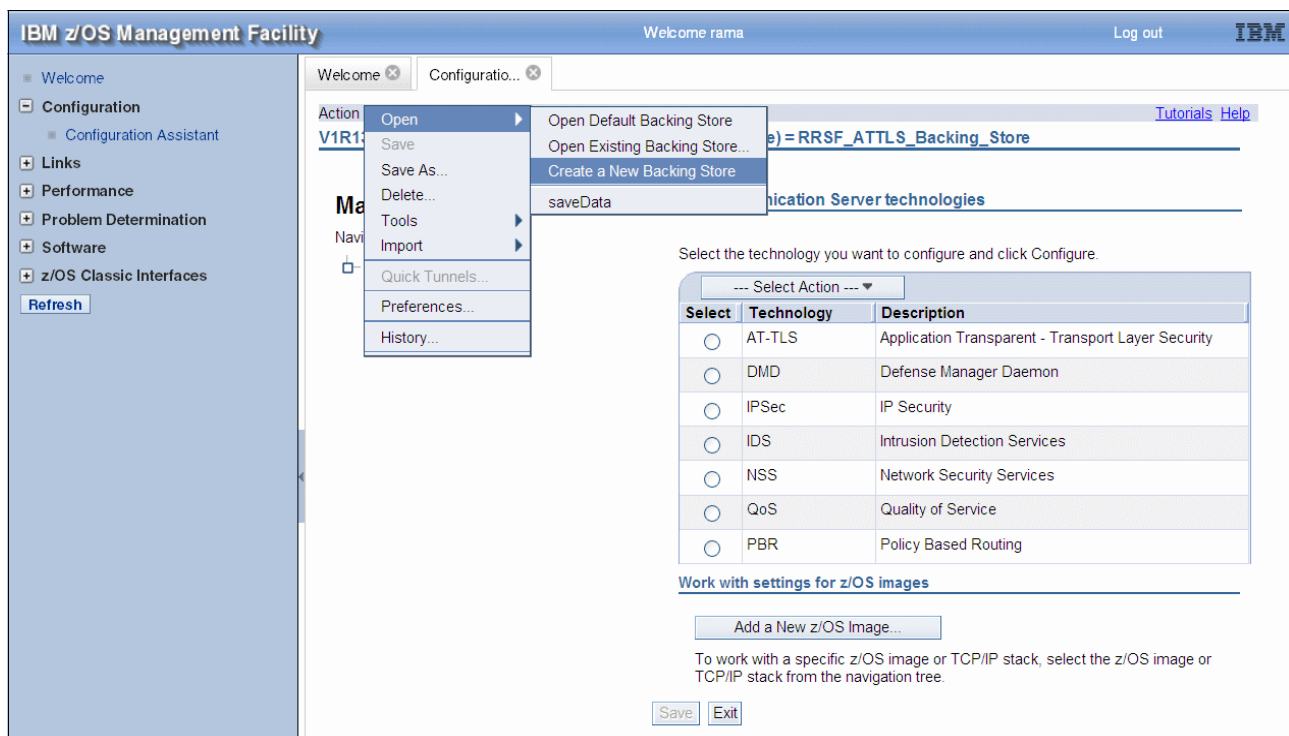 IBM z/OS Management Facility
Welcome rama
Log out
IBM
Welcome
Configuration
Configuration Assistant
Links
Performance
Problem Determination
Software
z/OS Classic Interfaces
Refresh
Welcome
Configuratio...
Action
Tutorials Help
V1R1
e) = RRSF_ATTLS_Backing_Store
Open
Save
Save As...
Delete...
Tools
Import
Quick Tunnels...
Preferences...
History...
Open Default Backing Store
Open Existing Backing Store...
Create a New Backing Store
saveData
Ma
Navi
nication Server technologies
Select the technology you want to configure and click Configure.
--- Select Action ---
Select Technology Description
AT-TLS Application Transparent - Transport Layer Security
DMD Defense Manager Daemon
IPSec IP Security
IDS Intrusion Detection Services
NSS Network Security Services
QoS Quality of Service
PBR Policy Based Routing
Work with settings for z/OS images
Add a New z/OS Image...
To work with a specific z/OS image or TCP/IP stack, select the z/OS image or
TCP/IP stack from the navigation tree.
Save Exit